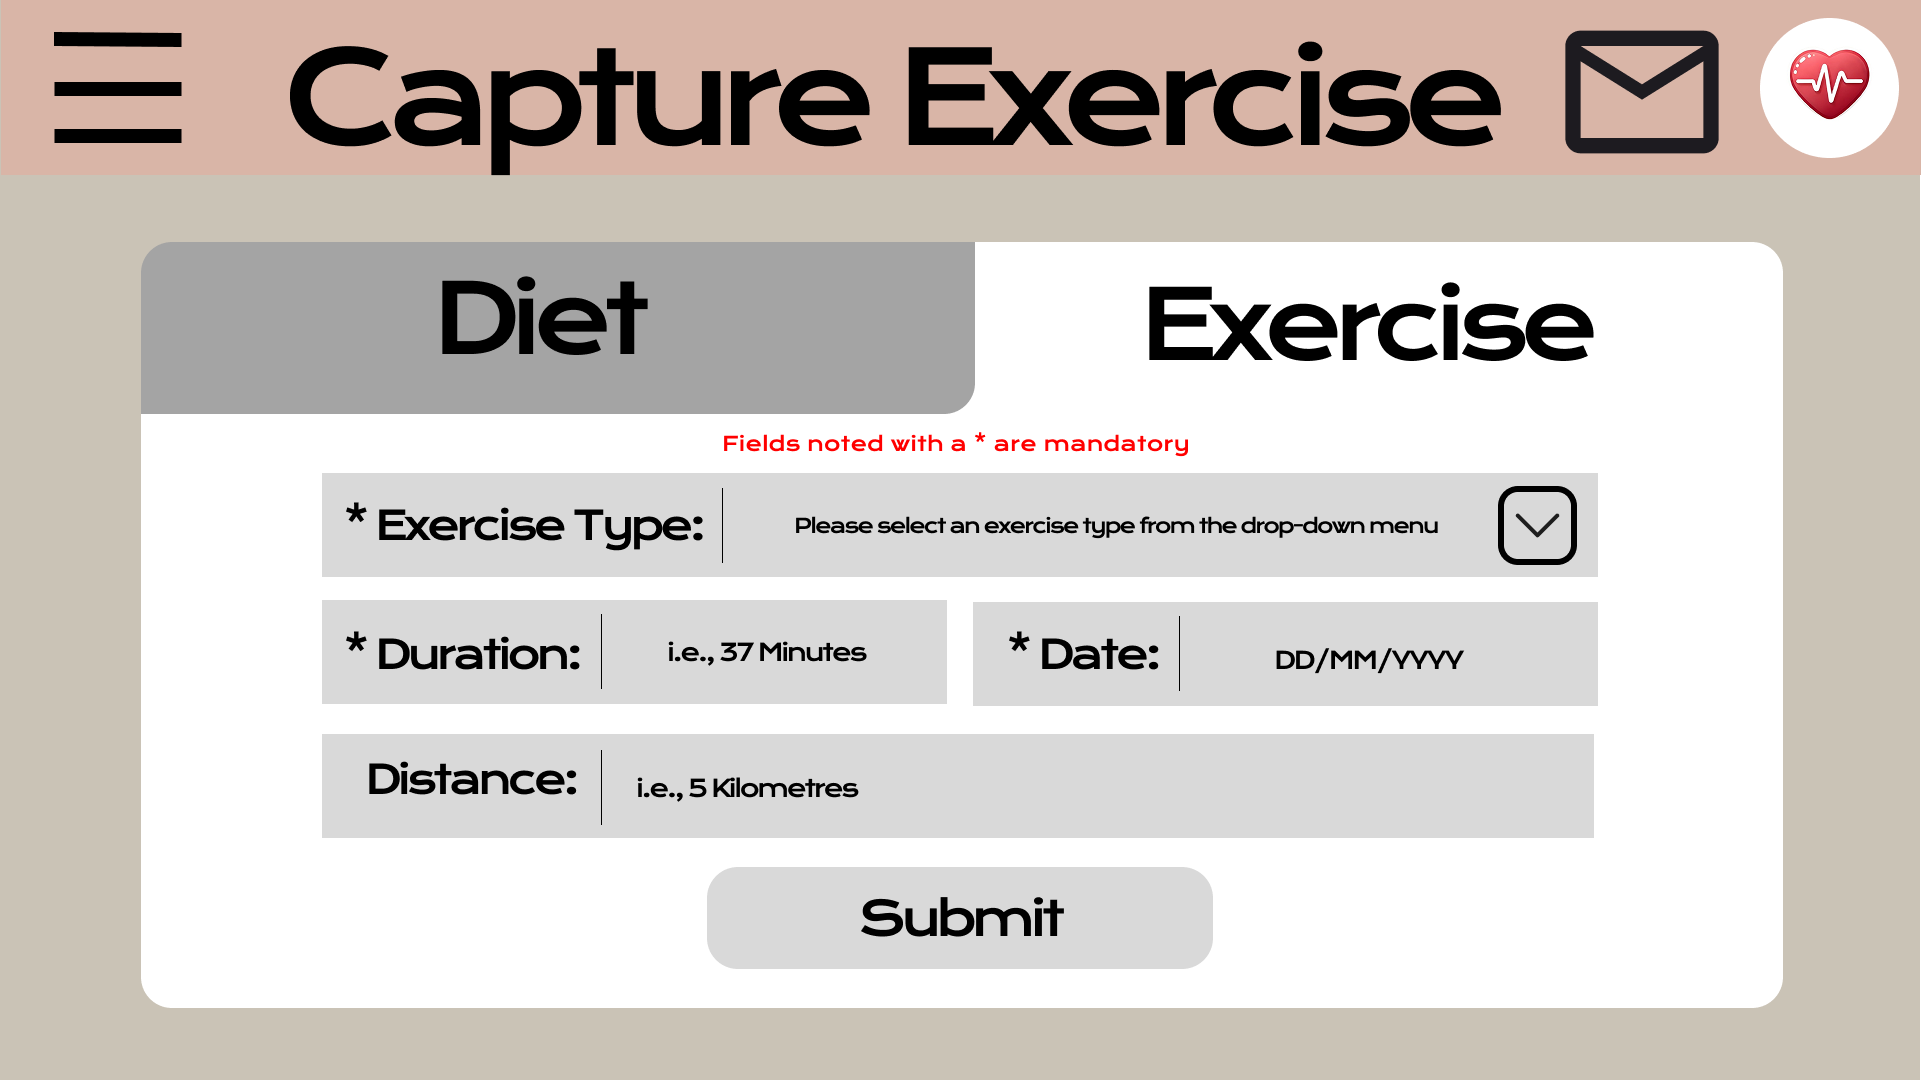 Capture Exercise
Diet
Exercise
Fields noted with a * are mandatory
* Exercise Type:
Please select an exercise type from the drop-down menu
* Duration:
i.e., 37 Minutes
* Date:
DD/MM/YYYY
Distance:
i.e., 5 Kilometres
Submit